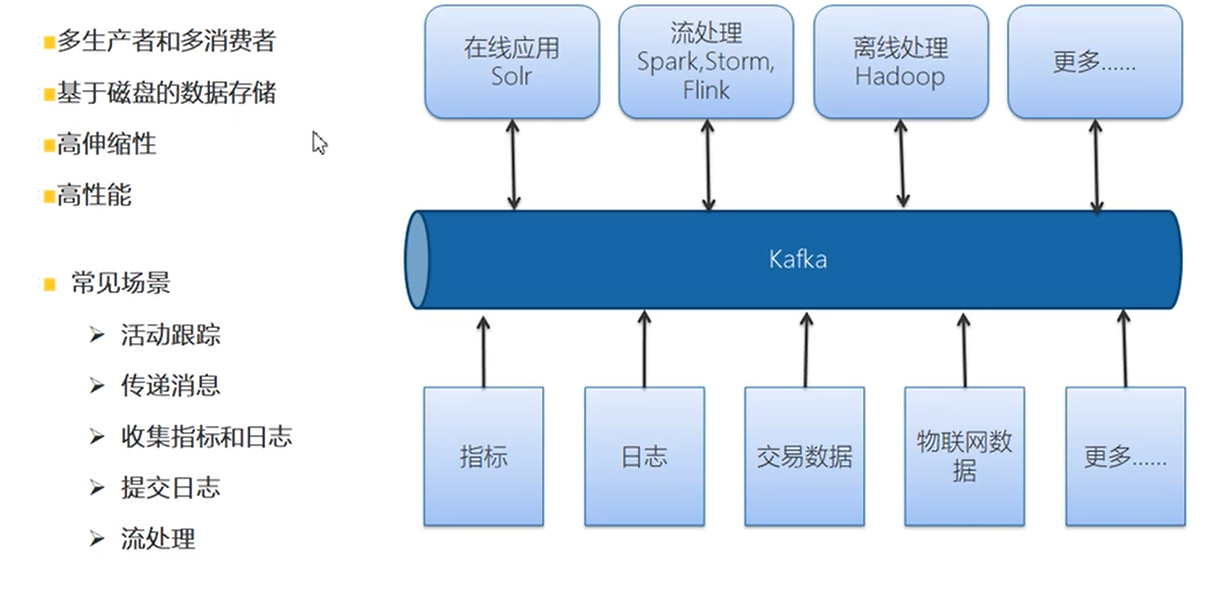 多生产者和多消费者
基于磁盘的数据存储
高伸缩性
高性能
常见场景
活动跟踪
传递消息
收集指标和日志
提交日志
流处理
在线应用
Solr
流处理
Spark,Storm,
Flink
离线处理
Hadoop
更多……
Kafka
指标
日志
交易数据
物联网数
据
更多……